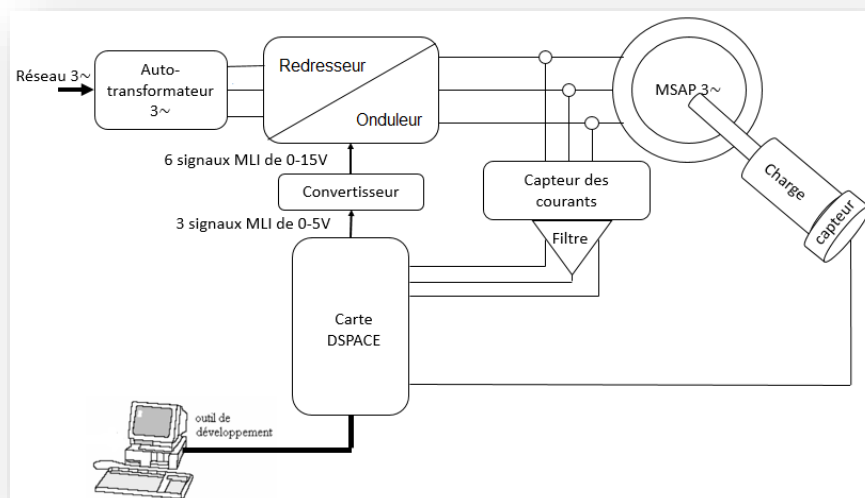 Réseau 3~
Auto-
transformateur
3~
Redresseur
Onduleur
MSAP 3~
6 signaux MLI de 0-15V
Convertisseur
3 signaux MLI de 0-5V
Capteur des
courants
Filtre
Charge
capteur
Carte
DSPACE
outil de
développement